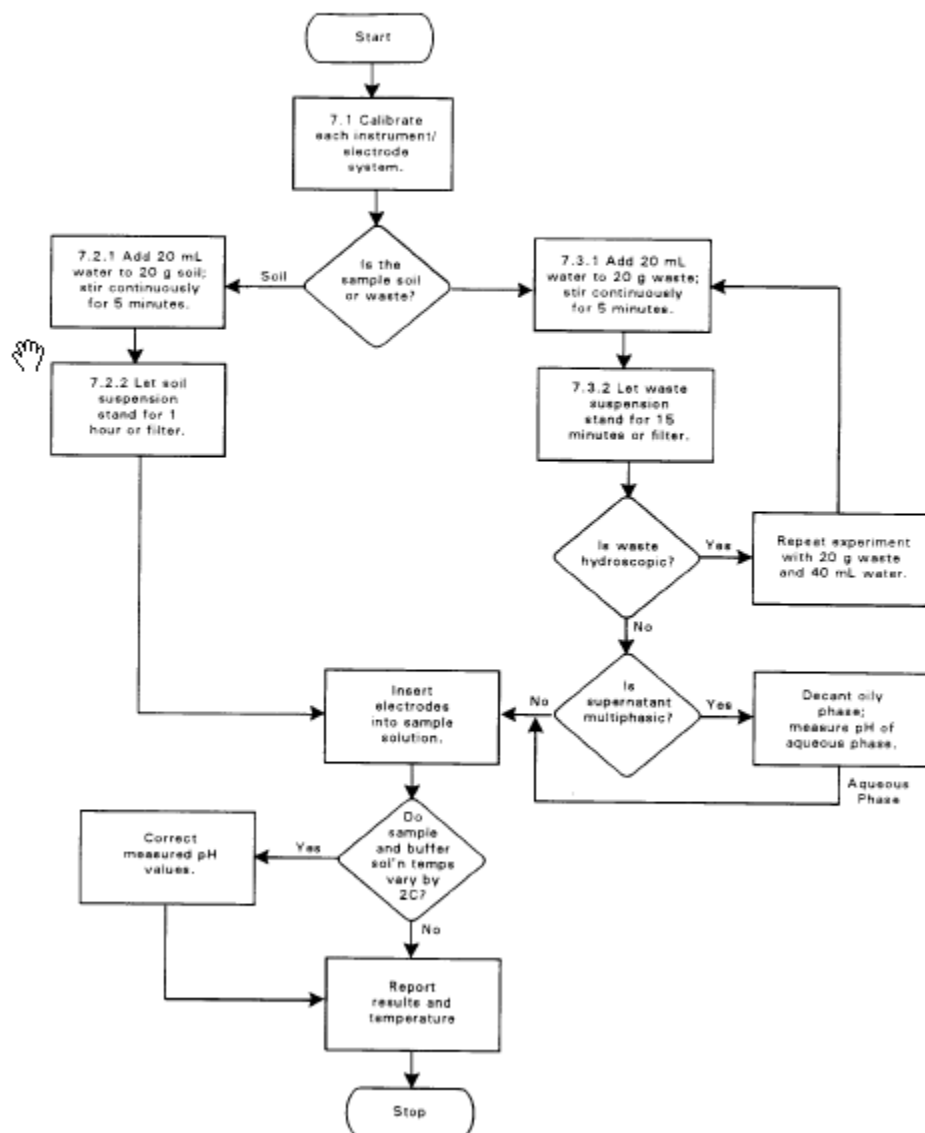 Start
7.1 Calibrate
each instrument/
electrode
system.
Is the
sample soil
or waste?
Soil
7.2.1 Add 20 mL
water to 20 g soil;
stir continuously
for 5 minutes.
7.3.1 Add 20 mL
water to 20 g waste;
stir continuously
for 5 minutes.
7.2.2 Let soil
suspension
stand for 1
hour or filter.
7.3.2 Let waste
suspension
stand for 15
minutes or filter.
Is waste
hydroscopic?
Yes
Repeat experiment
with 20 g waste
and 40 mL water.
No
Is
supernatant
multiphasic?
Yes
Decant oily
phase;
measure pH of
aqueous phase.
Aqueous
Phase
No
Insert
electrodes
into sample
solution.
Do
sample
and buffer
sol'n temps
vary by
2C?
Yes
Correct
measured pH
values.
No
Report
results and
temperature
Stop